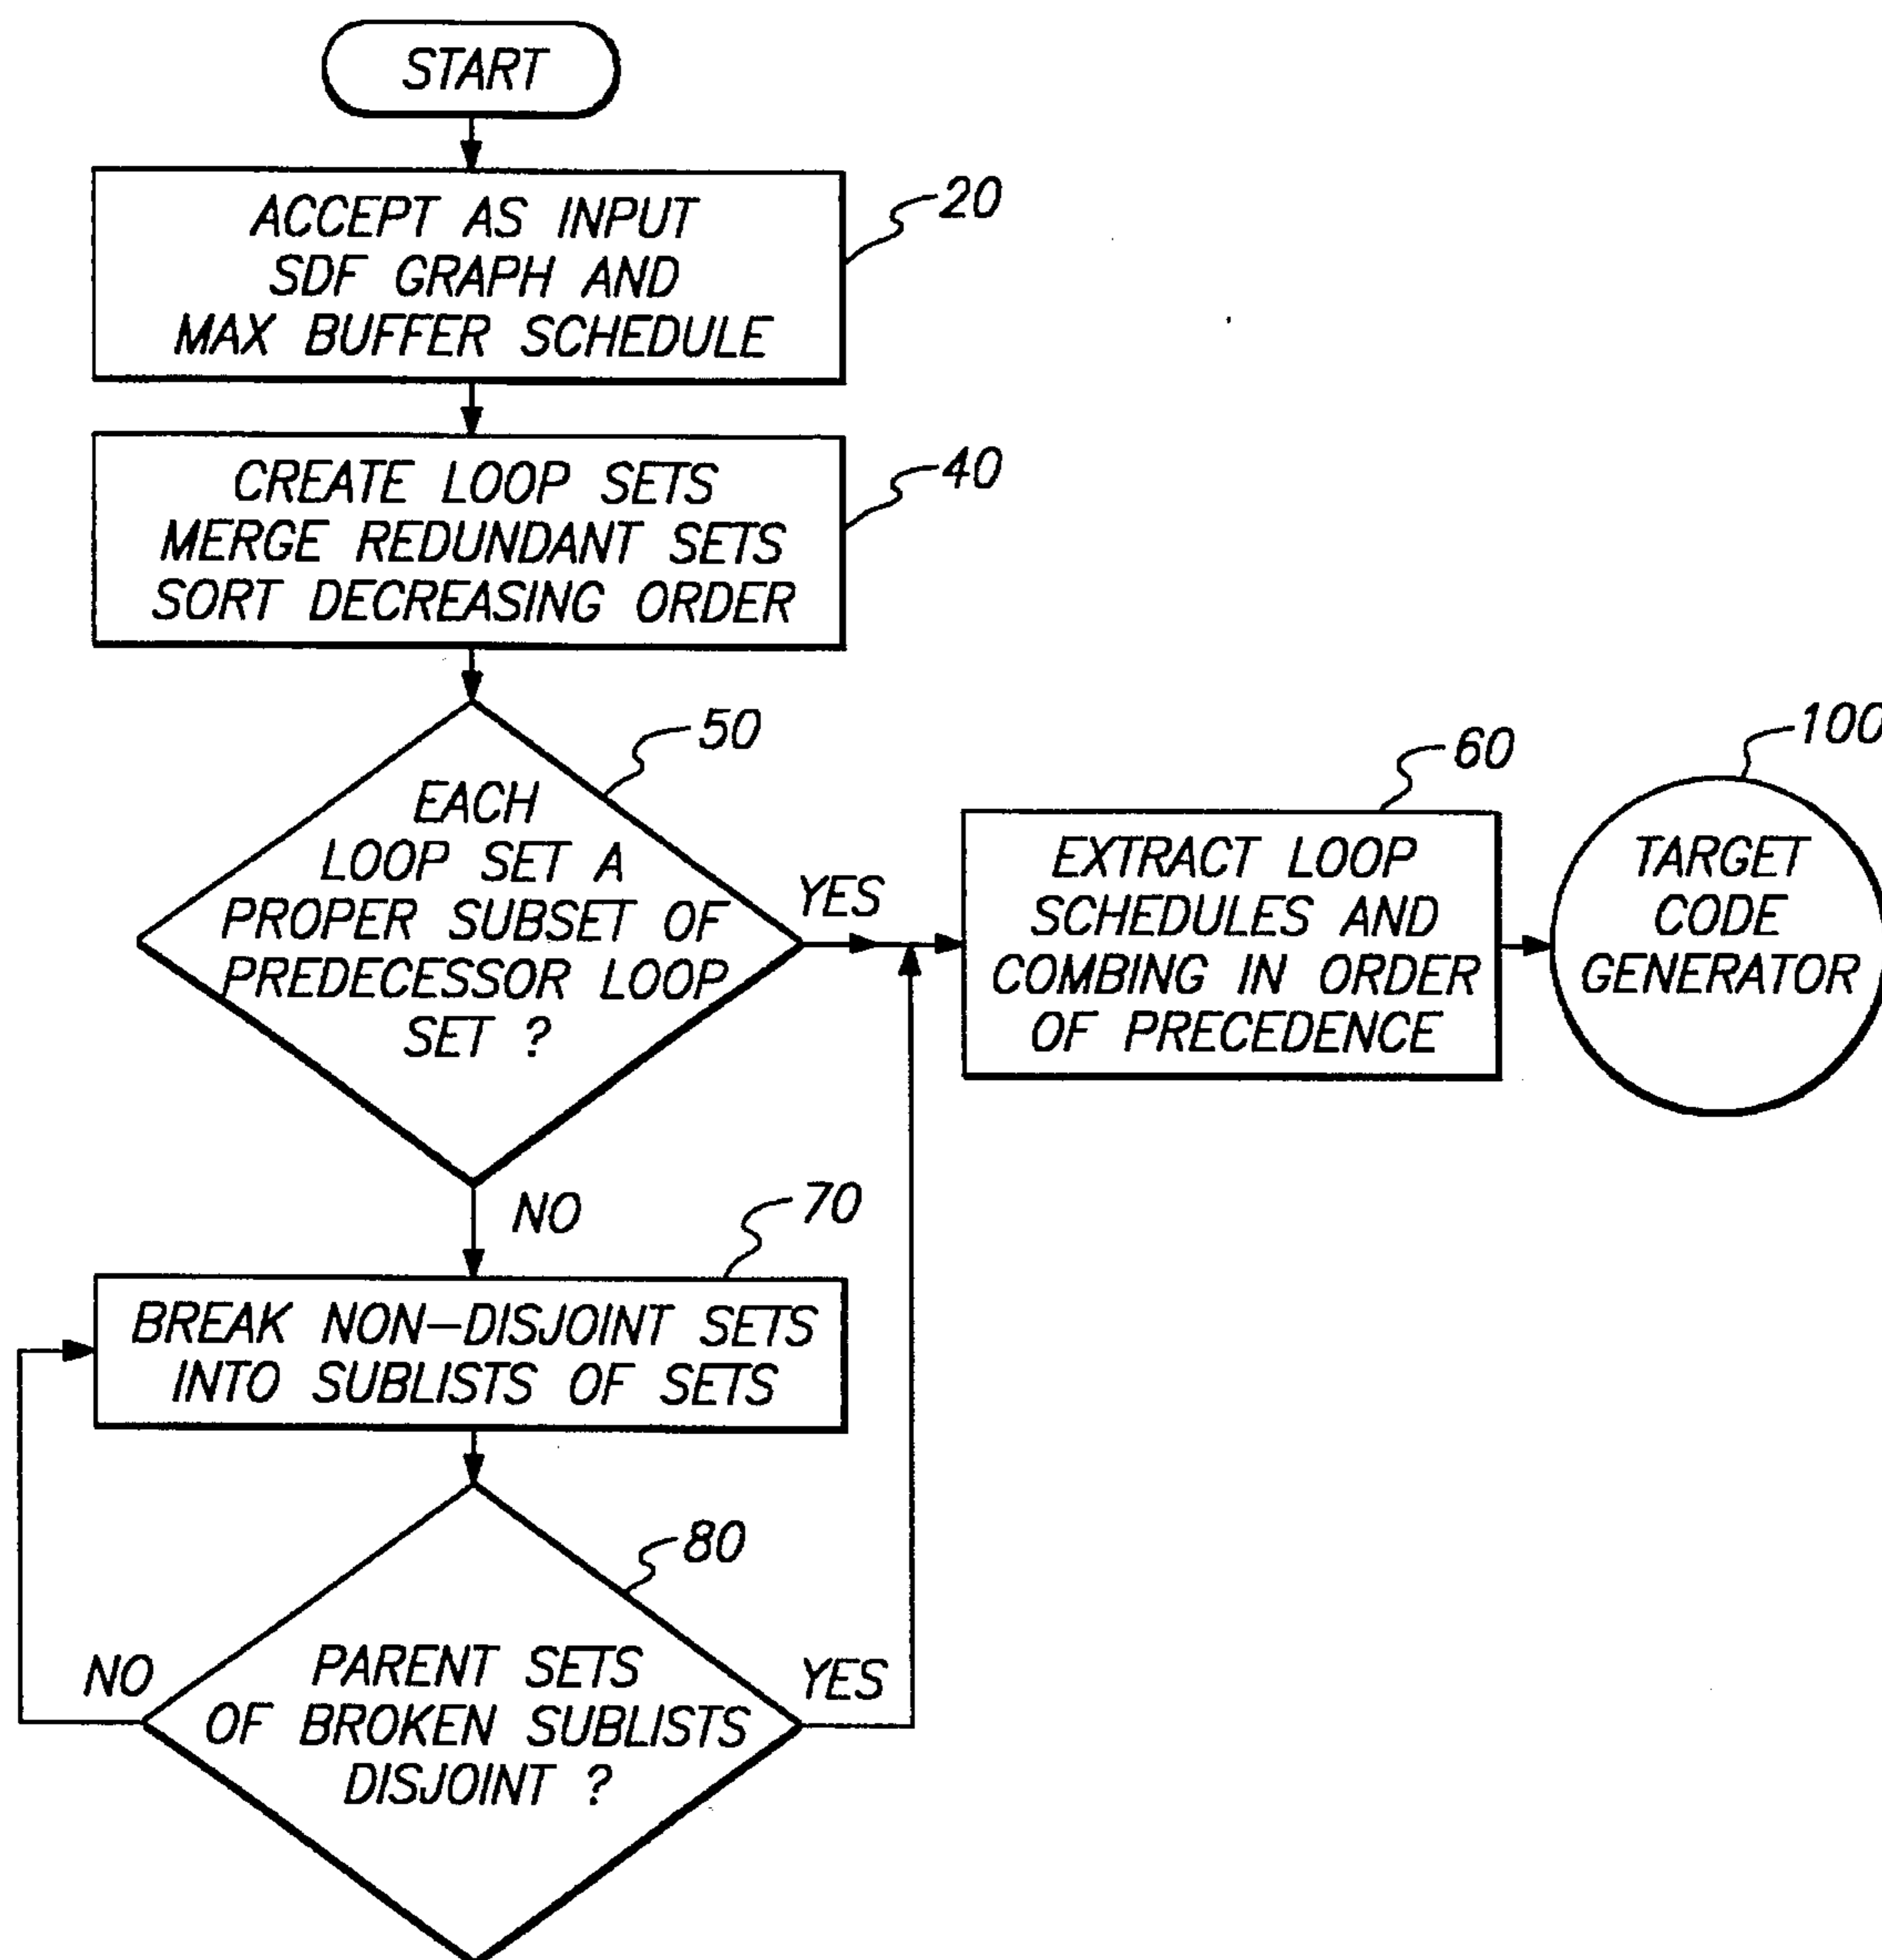 START
ACCEPT AS INPUT
SDF GRAPH AND
MAX BUFFER SCHEDULE
20
CREATE LOOP SETS
MERGE REDUNDANT SETS
SORT DECREASING ORDER
40
EACH
LOOP SET A
PROPER SUBSET OF
PREDECESSOR LOOP
SET ?
50
YES
EXTRACT LOOP
SCHEDULES AND
COMBING IN ORDER
OF PRECEDENCE
60
TARGET
CODE
GENERATOR
100
NO
BREAK NON-DISJOINT SETS
INTO SUBLISTS OF SETS
70
PARENT SETS
OF BROKEN SUBLISTS
DISJOINT ?
80
NO
YES